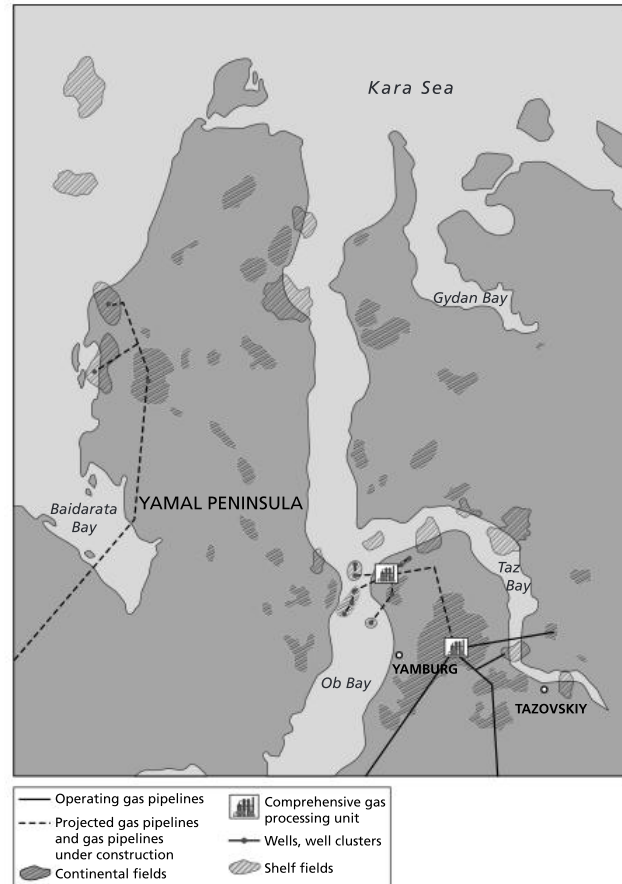 Kara Sea
Gydan Bay
YAMAL PENINSULA
Baidarata
Bay
Taz
Bay
YAMBURG
Ob Bay
TAZOVSKIY
Operating gas pipelines
Projected gas pipelines
and gas pipelines
under construction
Continental fields
Comprehensive gas
processing unit
Wells, well clusters
Shelf fields